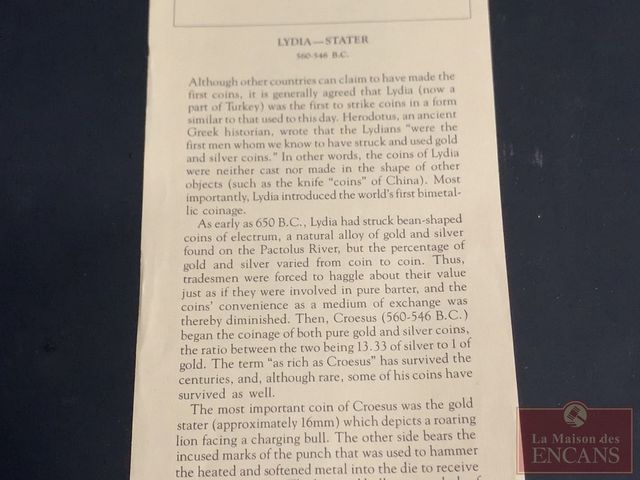 LYDIA—STATER
560-546 B.C.
Although other countries can claim to have made the
first coins, it is generally agreed that Lydia (now a
part of Turkey) was the first to strike coins in a form
similar to that used to this day. Herodotus, an ancient
Greek historian, wrote that the Lydians “were the
first men whom we know to have struck and used gold
and silver coins.” In other words, the coins of Lydia
were neither cast nor made in the shape of other
objects (such as the knife “coins” of China). Most
importantly, Lydia introduced the world's first bimetal-
lic coinage.
As early as 650 B.C., Lydia had struck bean-shaped
coins of electrum, a natural alloy of gold and silver
found on the Pactolus River, but the percentage of
gold and silver varied from coin to coin. Thus,
tradesmen were forced to haggle about their value
just as if they were involved in pure barter, and the
coins' convenience as a medium of exchange was
thereby diminished. Then, Croesus (560-546 B.C.)
began the coinage of both pure gold and silver coins,
the ratio between the two being 13.33 of silver to 1 of
gold. The term “as rich as Croesus” has survived the
centuries, and, although rare, some of his coins have
survived as well.
The most important coin of Croesus was the gold
stater (approximately 16mm) which depicts a roaring
lion facing a charging bull. The other side bears the
incused marks of the punch that was used to hammer
the heated and softened metal into the die to receive
La Maison des
ENCANS